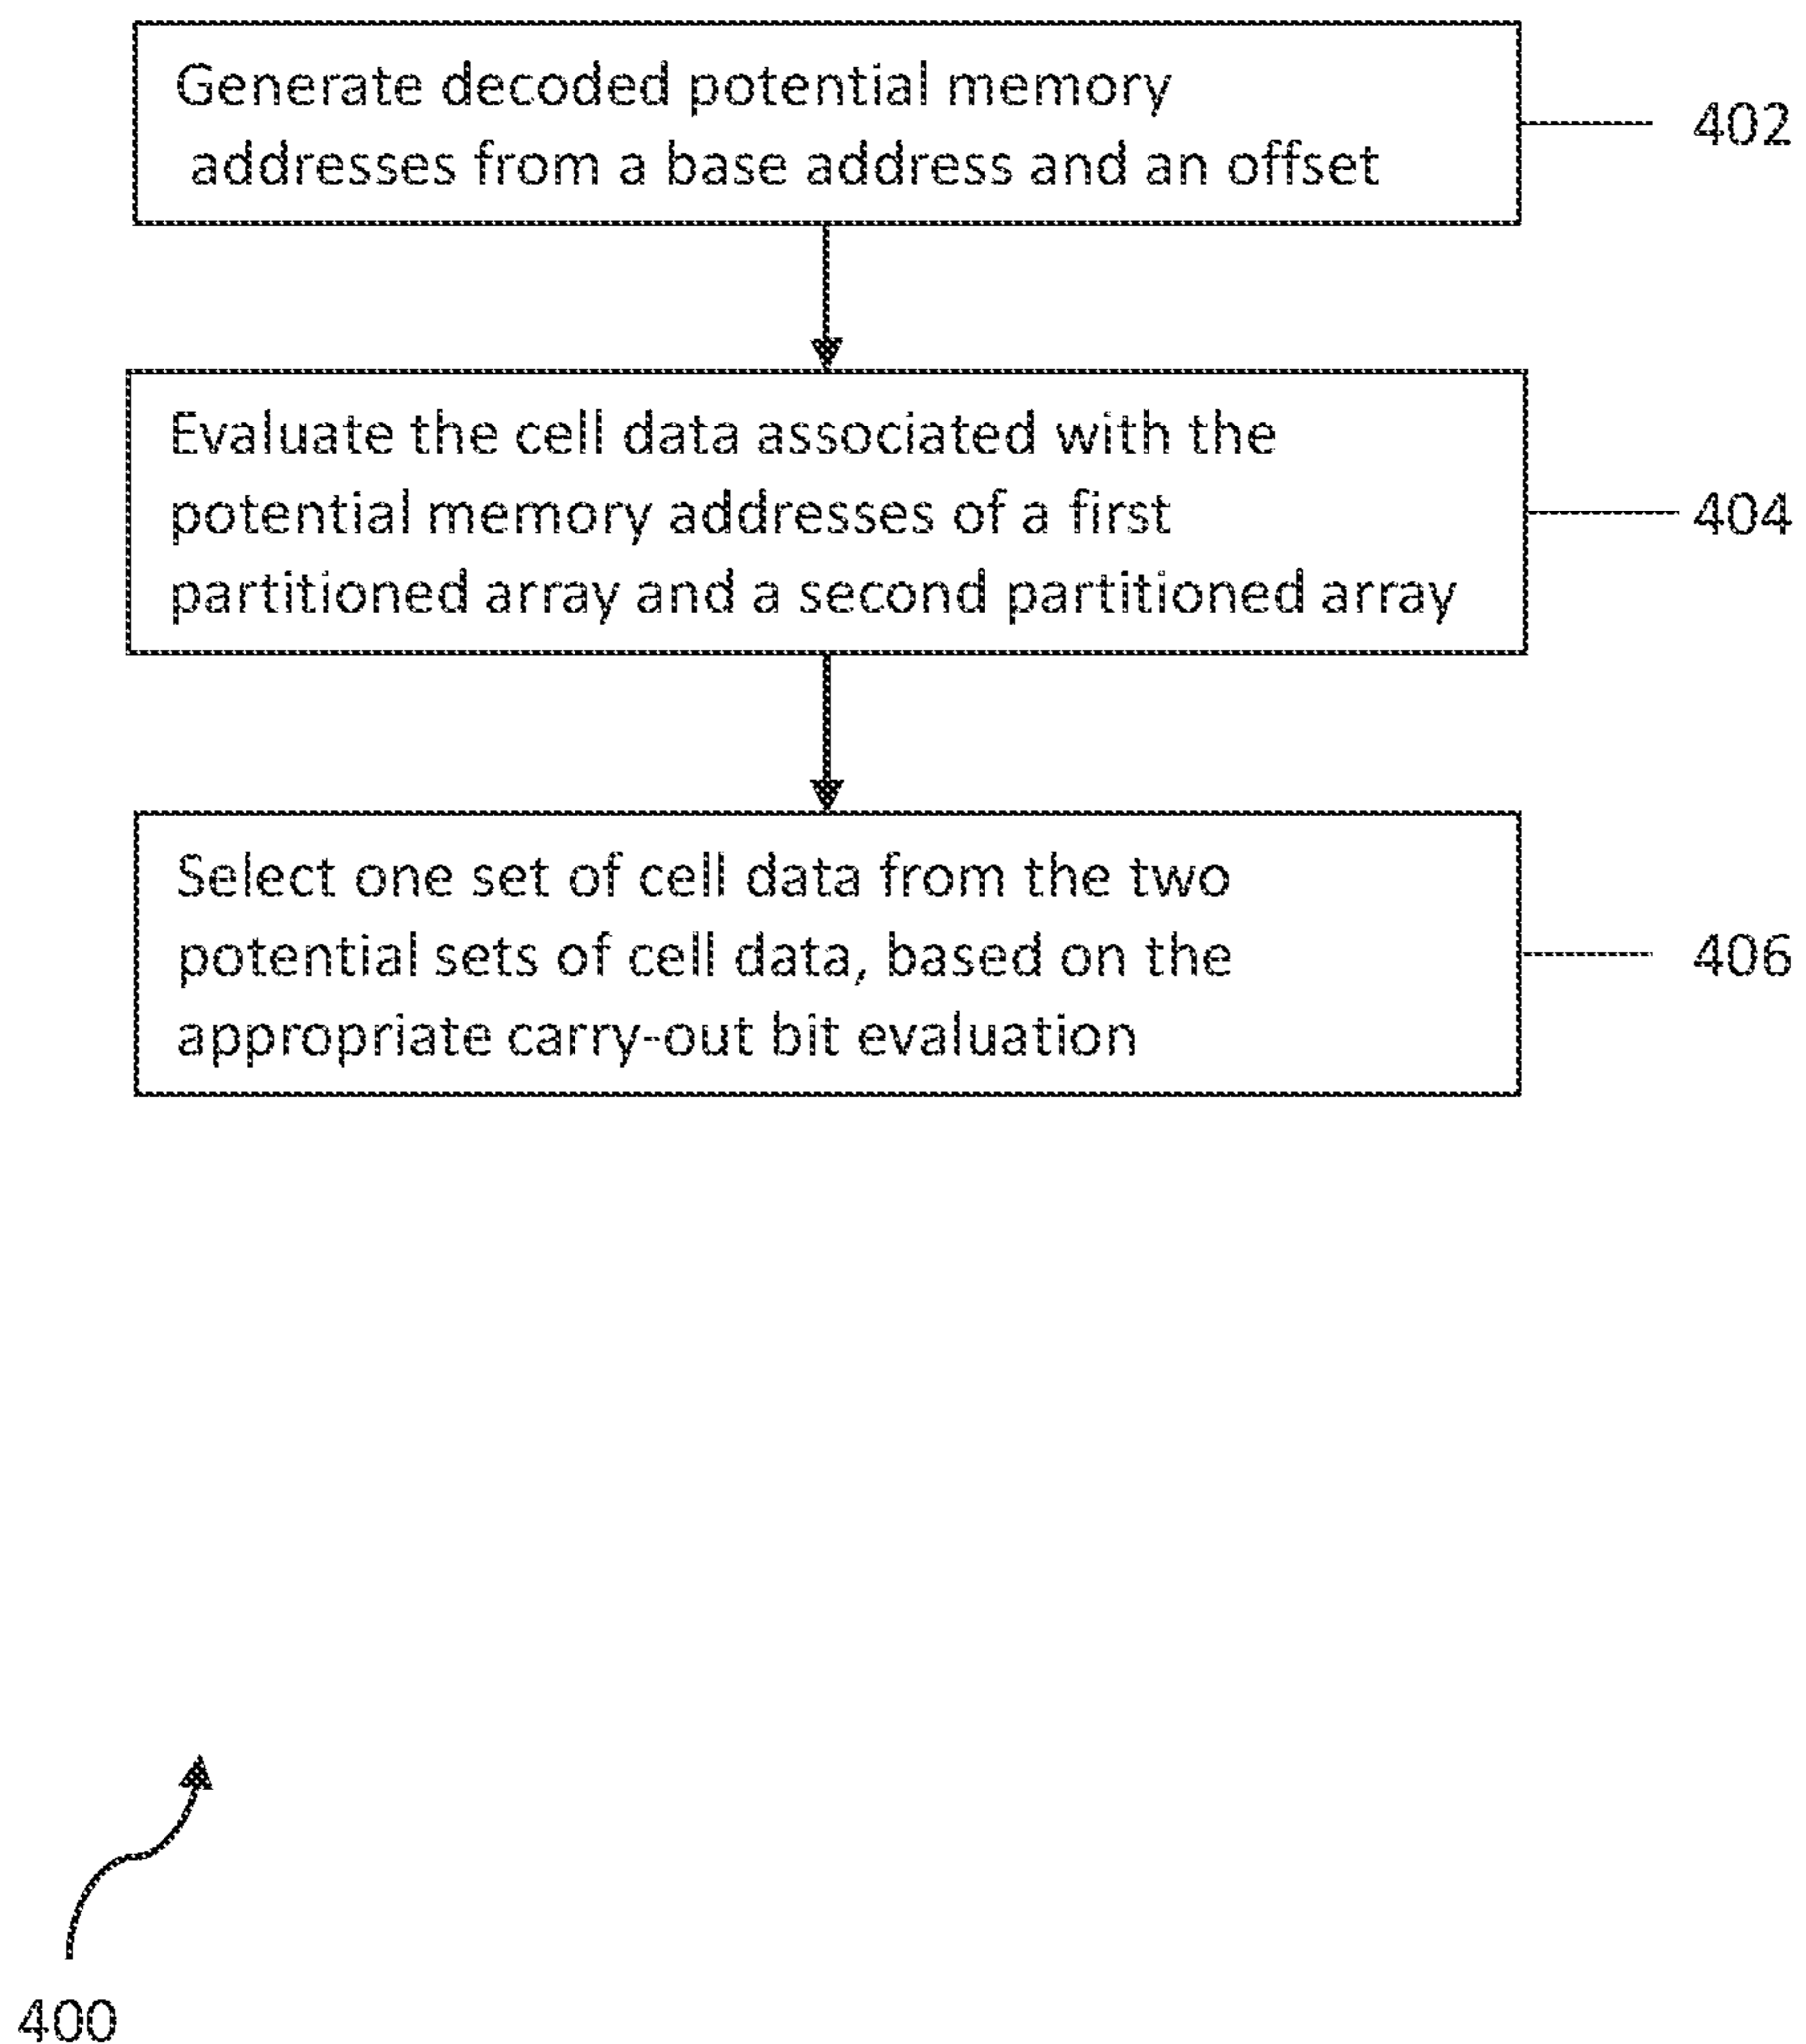 Generate decoded potential memory
addresses from a base address and an offset
402
Evaluate the cell data associated with the
potential memory addresses of a first
partitioned array and a second partitioned array
404
Select one set of cell data from the two
potential sets of cell data, based on the
appropriate carry-out bit evaluation
406
400